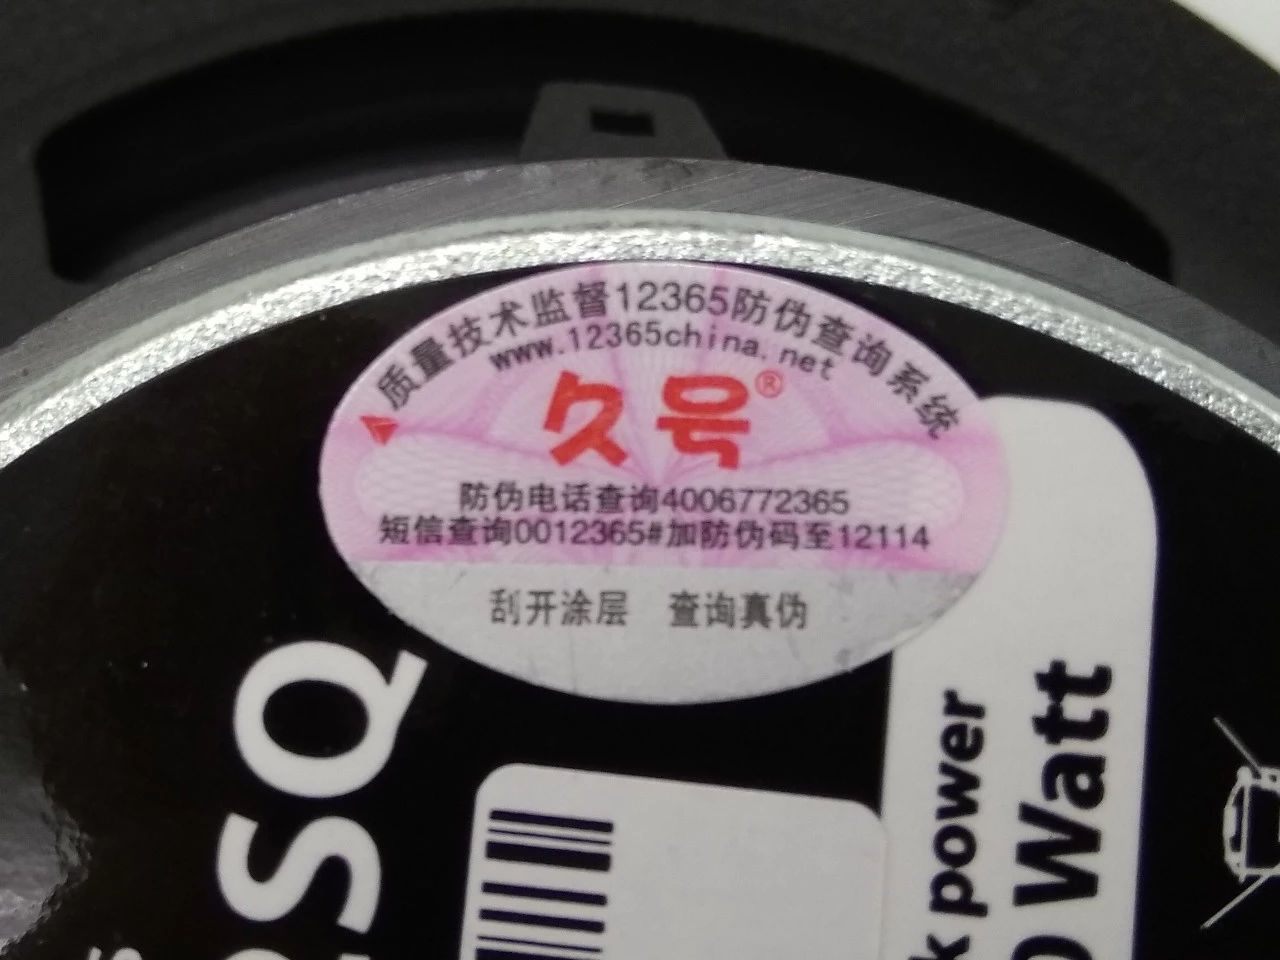 质量技术监督12365防伪查询系统
www.12365china.net
久号®
防伪电话查询4006772365
短信查询0012365#加防伪码至12114
刮开涂层 查询真伪
SQ
power
Watt